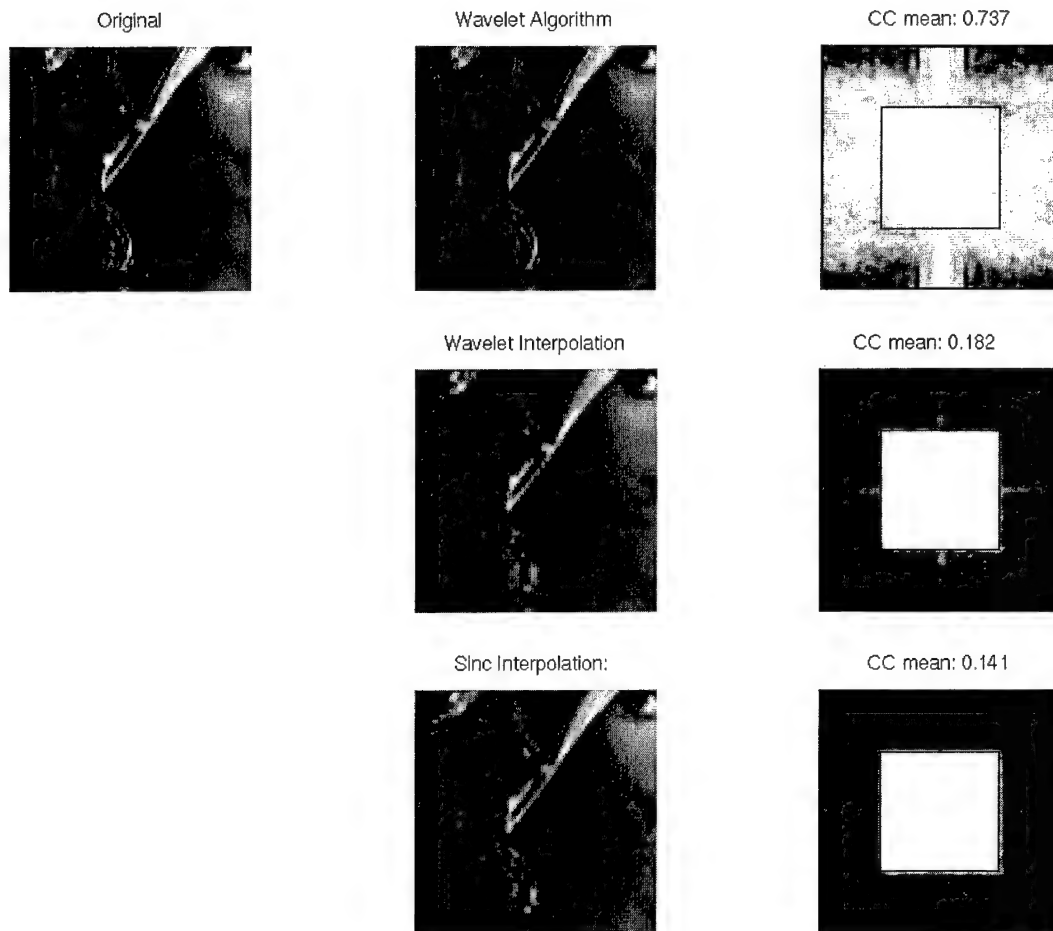 Original
Wavelet Algorithm
CC mean: 0.737
Wavelet Interpolation
CC mean: 0.182
Sinc Interpolation:
CC mean: 0.141